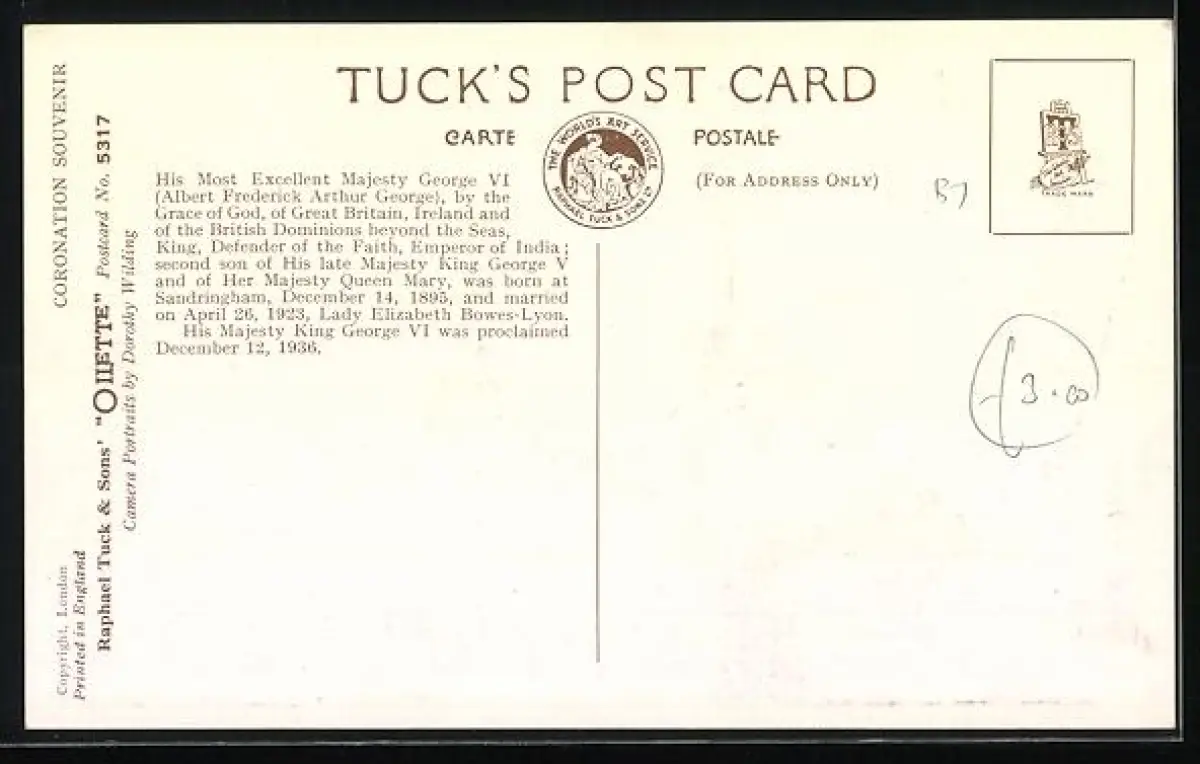 TUCK'S POST CARD
CARTE POSTALE
(FOR ADDRESS ONLY)
THE WORLD'S ART SERVICE
RAPHAEL TUCK & SONS LD
T
TRADE MARK
B7
His Most Excellent Majesty George VI
(Albert Frederick Arthur George), by the
Grace of God, of Great Britain, Ireland and
of the British Dominions beyond the Seas,
King, Defender of the Faith, Emperor of India;
second son of His late Majesty King George V
and of Her Majesty Queen Mary, was born at
Sandringham, December 14, 1895, and married
on April 26, 1923, Lady Elizabeth Bowes-Lyon.
His Majesty King George VI was proclaimed
December 12, 1936.
£3.00
CORONATION SOUVENIR
Copyright, London
Printed in England
Raphael Tuck & Sons' "OILETTE" Postcard No. 5317
Camera Portraits by Dorothy Wilding